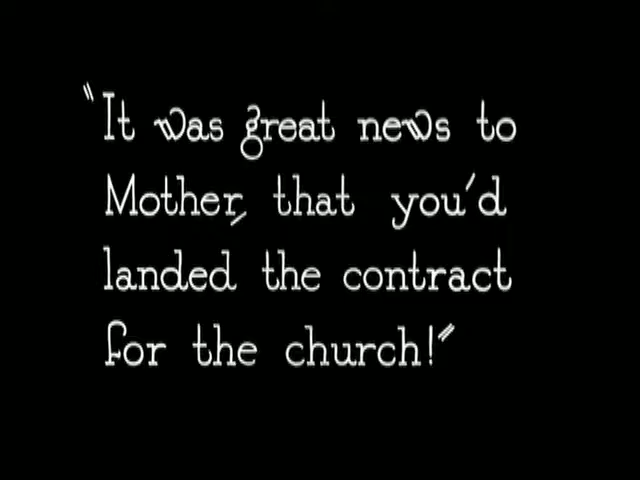 "It was great news to
Mother, that you'd
landed the contract
for the church!"